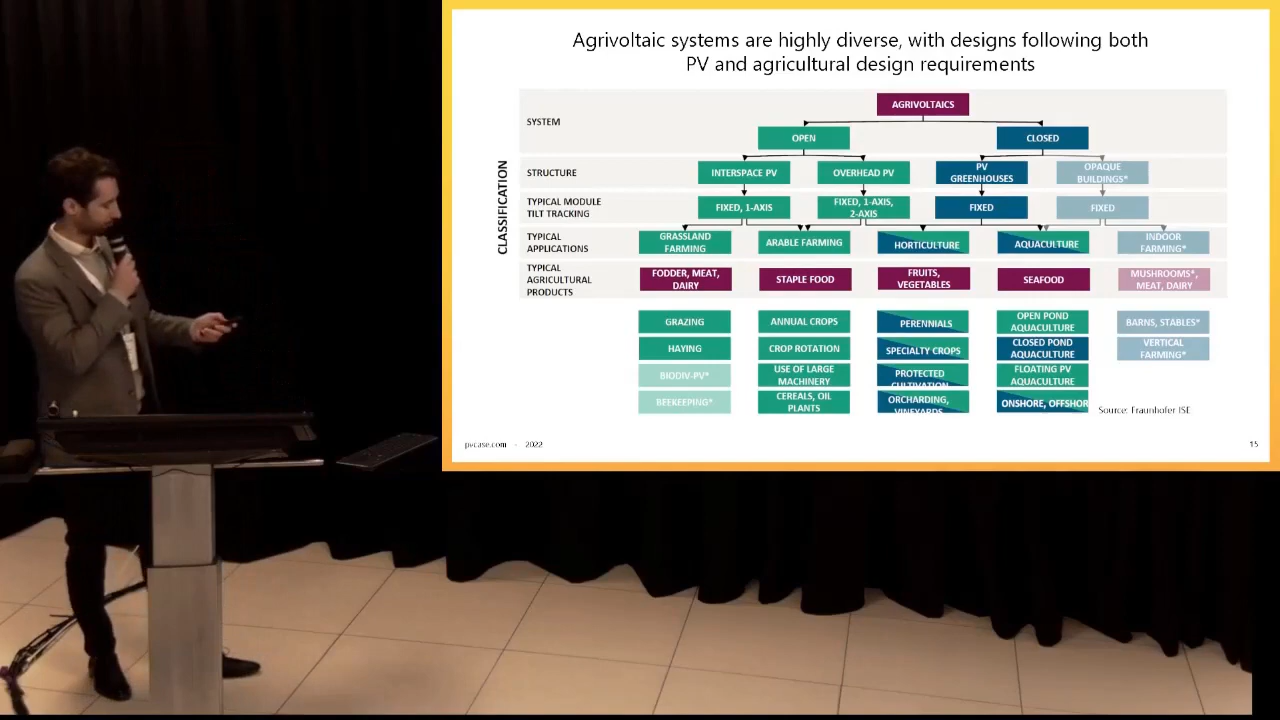 Agrivoltaic systems are highly diverse, with designs following both
PV and agricultural design requirements
CLASSIFICATION
SYSTEM
AGRIVOLTAICS
OPEN
CLOSED
STRUCTURE
INTERSPACE PV
OVERHEAD PV
PV
GREENHOUSES
OPAQUE
BUILDINGS*
TYPICAL MODULE
TILT TRACKING
FIXED, 1-AXIS
FIXED, 1-AXIS,
2-AXIS
FIXED
FIXED
TYPICAL
APPLICATIONS
GRASSLAND
FARMING
ARABLE FARMING
HORTICULTURE
AQUACULTURE
INDOOR
FARMING*
TYPICAL
AGRICULTURAL
PRODUCTS
FODDER, MEAT,
DAIRY
STAPLE FOOD
FRUITS,
VEGETABLES
SEAFOOD
MUSHROOMS*,
MEAT, DAIRY
GRAZING
ANNUAL CROPS
PERENNIALS
OPEN POND
AQUACULTURE
BARNS, STABLES*
HAYING
CROP ROTATION
SPECIALTY CROPS
CLOSED POND
AQUACULTURE
VERTICAL
FARMING*
BIODIV-PV*
USE OF LARGE
MACHINERY
PROTECTED
CULTIVATION
FLOATING PV
AQUACULTURE
BEEKEEPING*
CEREALS, OIL
PLANTS
ORCHARDING,
VINEYARDS
ONSHORE, OFFSHOR
Source: Fraunhofer ISE
pvcase.com - 2022
15